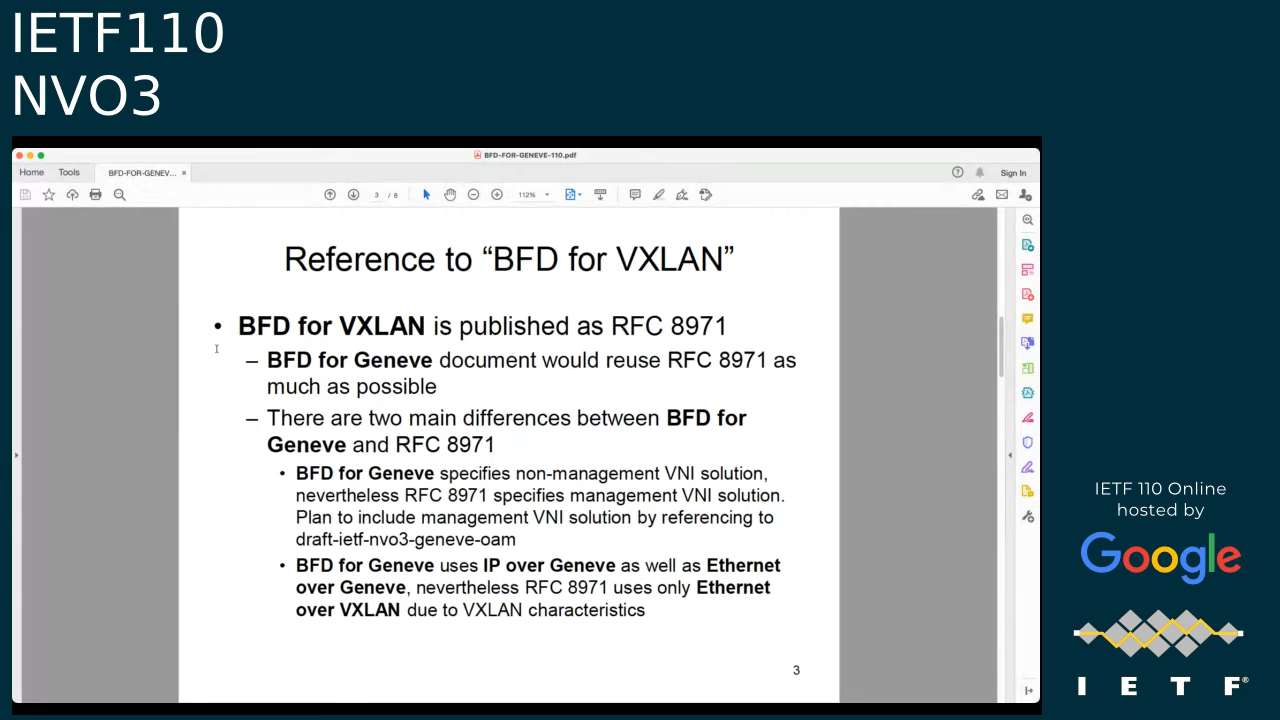 IETF110
NVO3
BFD-FOR-GENEVE-110.pdf
Home Tools BFD-FOR-GENEV... × Sign In
3 / 8 112%
Reference to “BFD for VXLAN”
• BFD for VXLAN is published as RFC 8971
– BFD for Geneve document would reuse RFC 8971 as
much as possible
– There are two main differences between BFD for
Geneve and RFC 8971
• BFD for Geneve specifies non-management VNI solution,
nevertheless RFC 8971 specifies management VNI solution.
Plan to include management VNI solution by referencing to
draft-ietf-nvo3-geneve-oam
• BFD for Geneve uses IP over Geneve as well as Ethernet
over Geneve, nevertheless RFC 8971 uses only Ethernet
over VXLAN due to VXLAN characteristics
3
IETF 110 Online
hosted by
Google
I E T F®